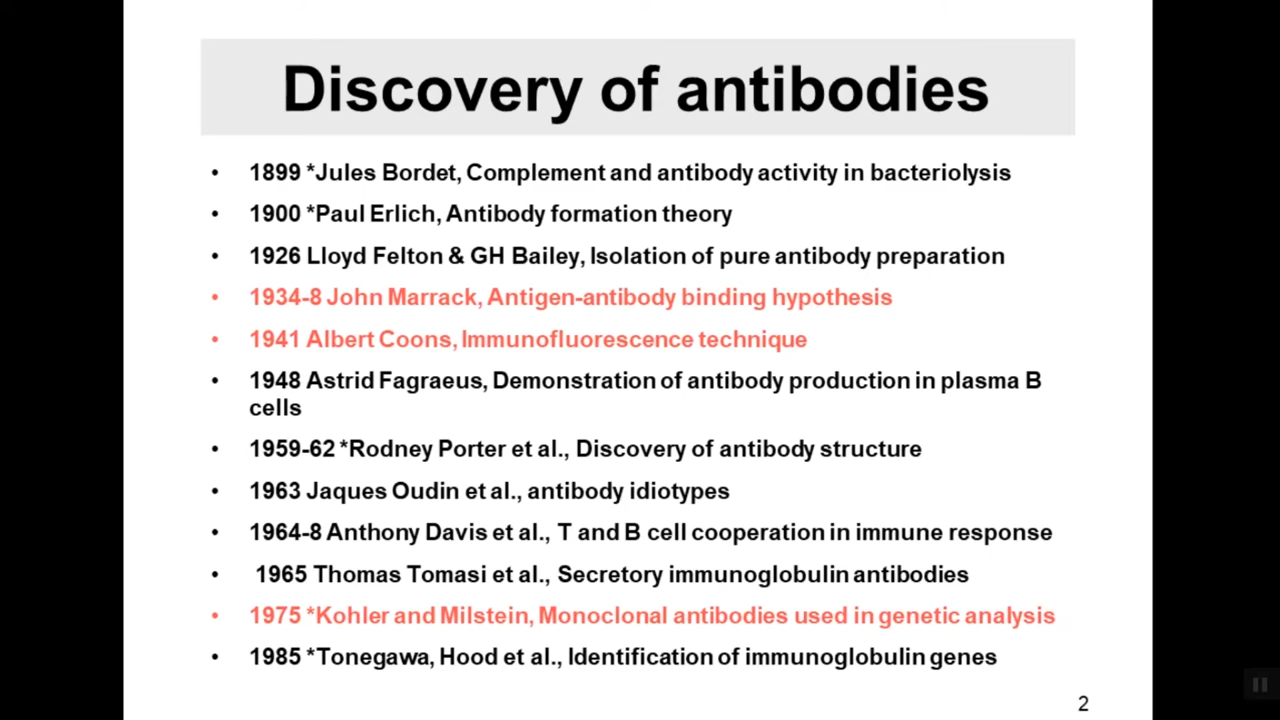 Discovery of antibodies
• 1899 *Jules Bordet, Complement and antibody activity in bacteriolysis
• 1900 *Paul Erlich, Antibody formation theory
• 1926 Lloyd Felton & GH Bailey, Isolation of pure antibody preparation
• 1934-8 John Marrack, Antigen-antibody binding hypothesis
• 1941 Albert Coons, Immunofluorescence technique
• 1948 Astrid Fagraeus, Demonstration of antibody production in plasma B
cells
• 1959-62 *Rodney Porter et al., Discovery of antibody structure
• 1963 Jaques Oudin et al., antibody idiotypes
• 1964-8 Anthony Davis et al., T and B cell cooperation in immune response
• 1965 Thomas Tomasi et al., Secretory immunoglobulin antibodies
• 1975 *Kohler and Milstein, Monoclonal antibodies used in genetic analysis
• 1985 *Tonegawa, Hood et al., Identification of immunoglobulin genes
2